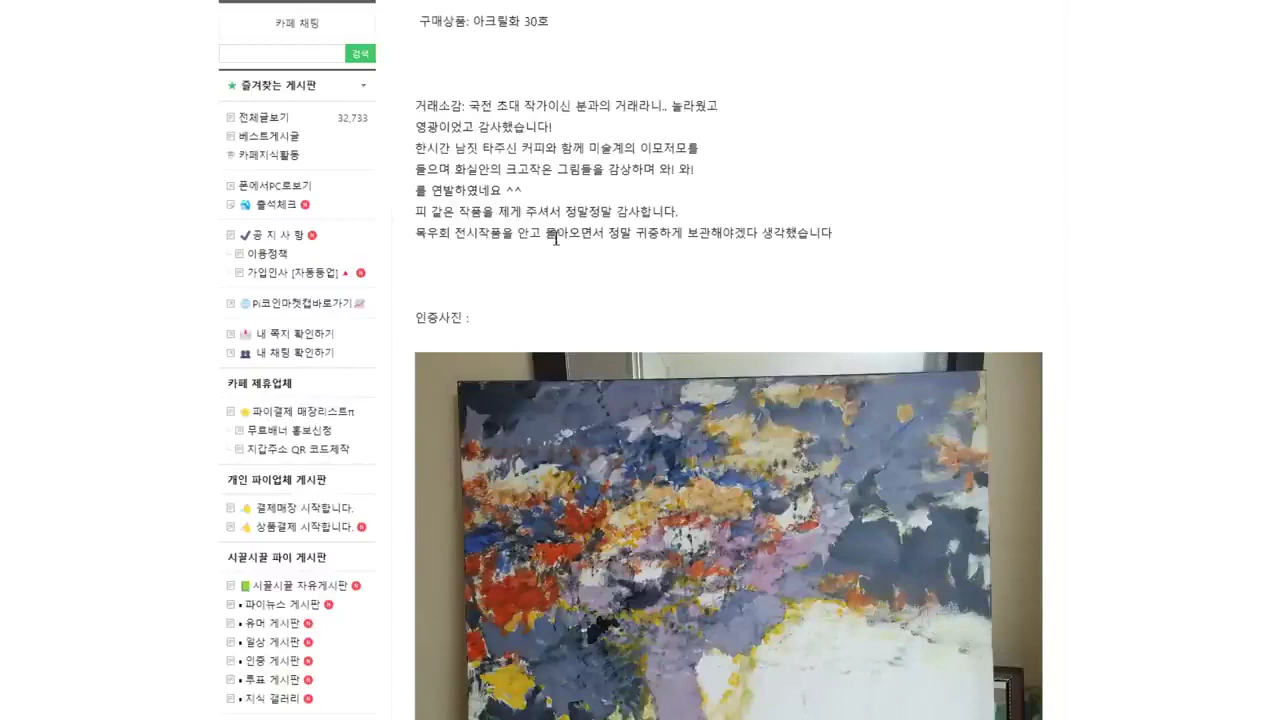 카페 채팅
검색
즐겨찾는 게시판
전체글보기 32,733
베스트게시글
카페지식활동
폰에서PC로보기
출석체크 N
공 지 사 항 N
이용정책
가입인사 [자동등업] N
Pi코인마켓캡바로가기
내 쪽지 확인하기
내 채팅 확인하기
카페 제휴업체
파이결제 매장리스트π
무료배너 홍보신청
지갑주소 QR 코드제작
개인 파이업체 게시판
결제매장 시작합니다.
상품결제 시작합니다. N
시끌시끌 파이 게시판
시끌시끌 자유게시판 N
파이뉴스 게시판 N
유머 게시판 N
일상 게시판 N
인증 게시판 N
투표 게시판 N
지식 갤러리 N
구매상품: 아크릴화 30호
거래소감: 국전 초대 작가이신 분과의 거래라니.. 놀라웠고
영광이었고 감사했습니다!
한시간 남짓 타주신 커피와 함께 미술계의 이모저모를
들으며 화실안의 크고작은 그림들을 감상하며 와! 와!
를 연발하였네요 ^^
피 같은 작품을 제게 주셔서 정말정말 감사합니다.
목우회 전시작품을 안고 돌아오면서 정말 귀중하게 보관해야겠다 생각했습니다
인증사진 :